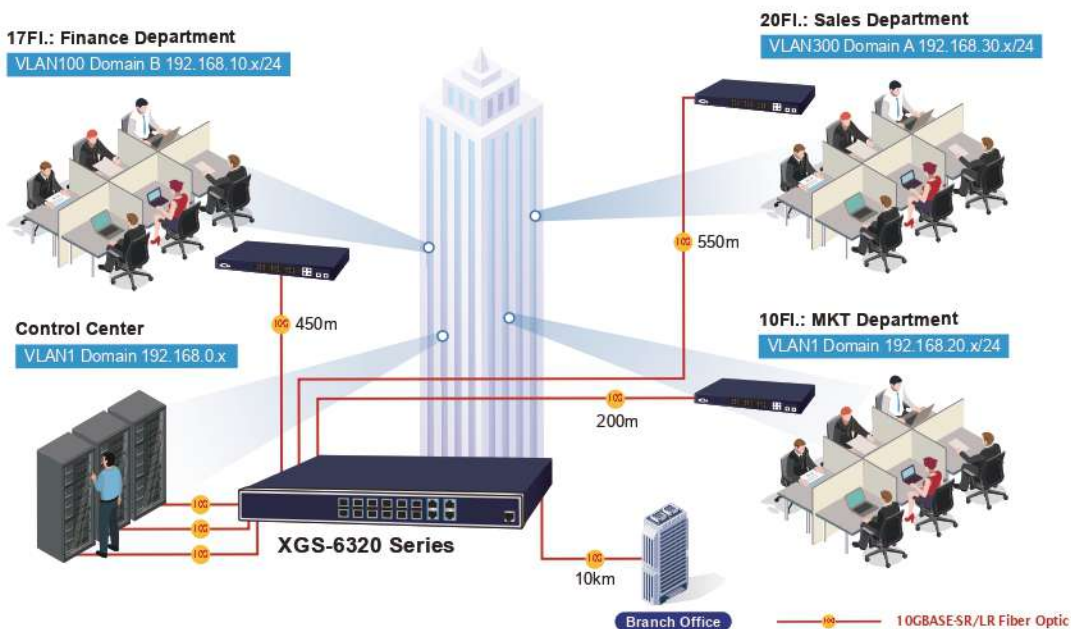 17Fl.: Finance Department
VLAN100 Domain B 192.168.10.x/24
20Fl.: Sales Department
VLAN300 Domain A 192.168.30.x/24
10G
550m
10G
450m
Control Center
VLAN1 Domain 192.168.0.x
10Fl.: MKT Department
VLAN1 Domain 192.168.20.x/24
10G
200m
10G
10G
10G
XGS-6320 Series
10G
10km
Branch Office
10G
10GBASE-SR/LR Fiber Optic